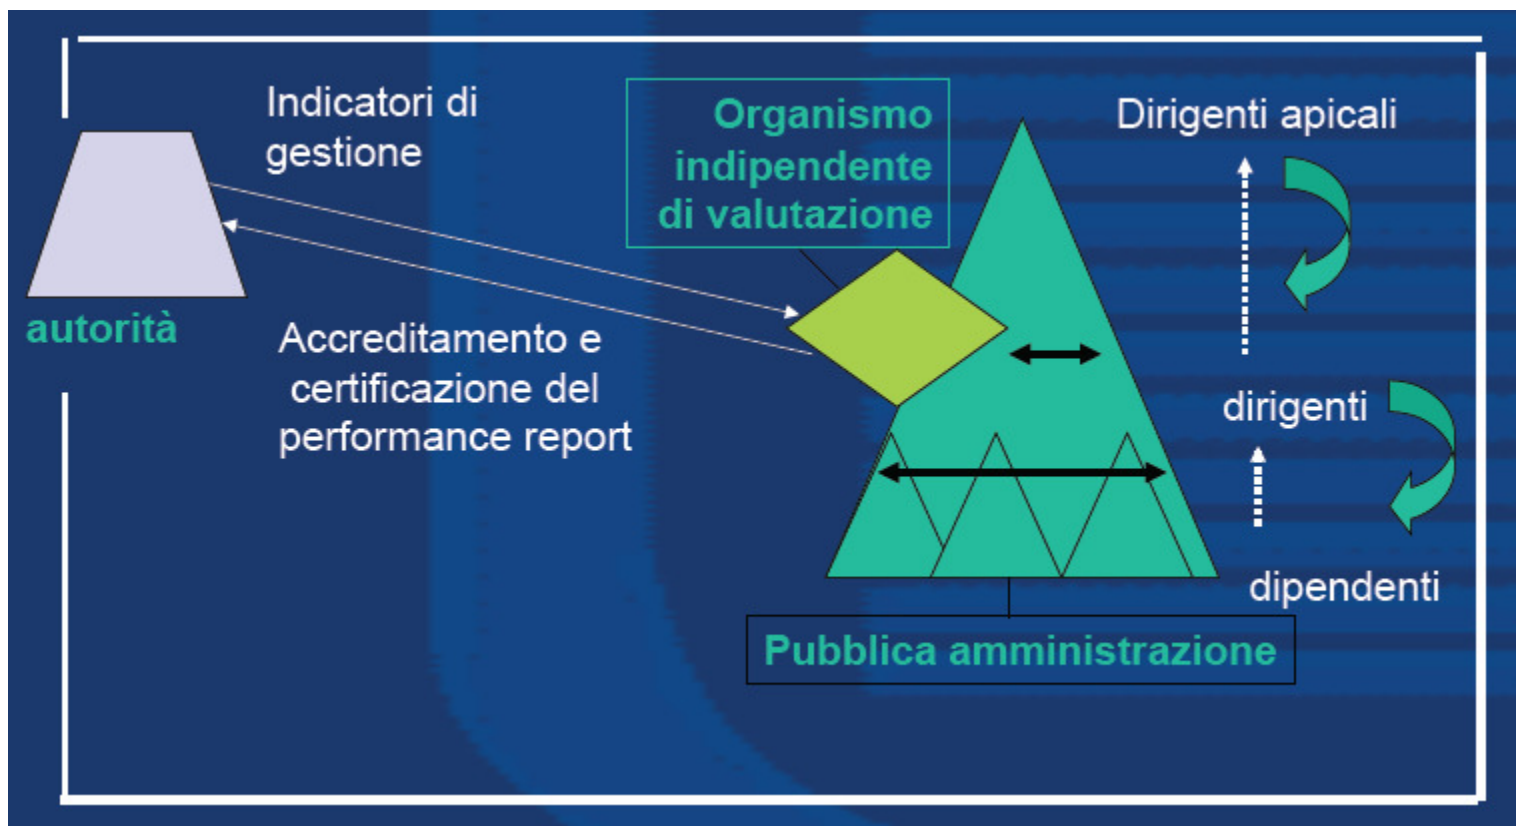 Indicatori di
gestione
autorità
Accreditamento e
certificazione del
performance report
Organismo
indipendente
di valutazione
Dirigenti apicali
dirigenti
dipendenti
Pubblica amministrazione